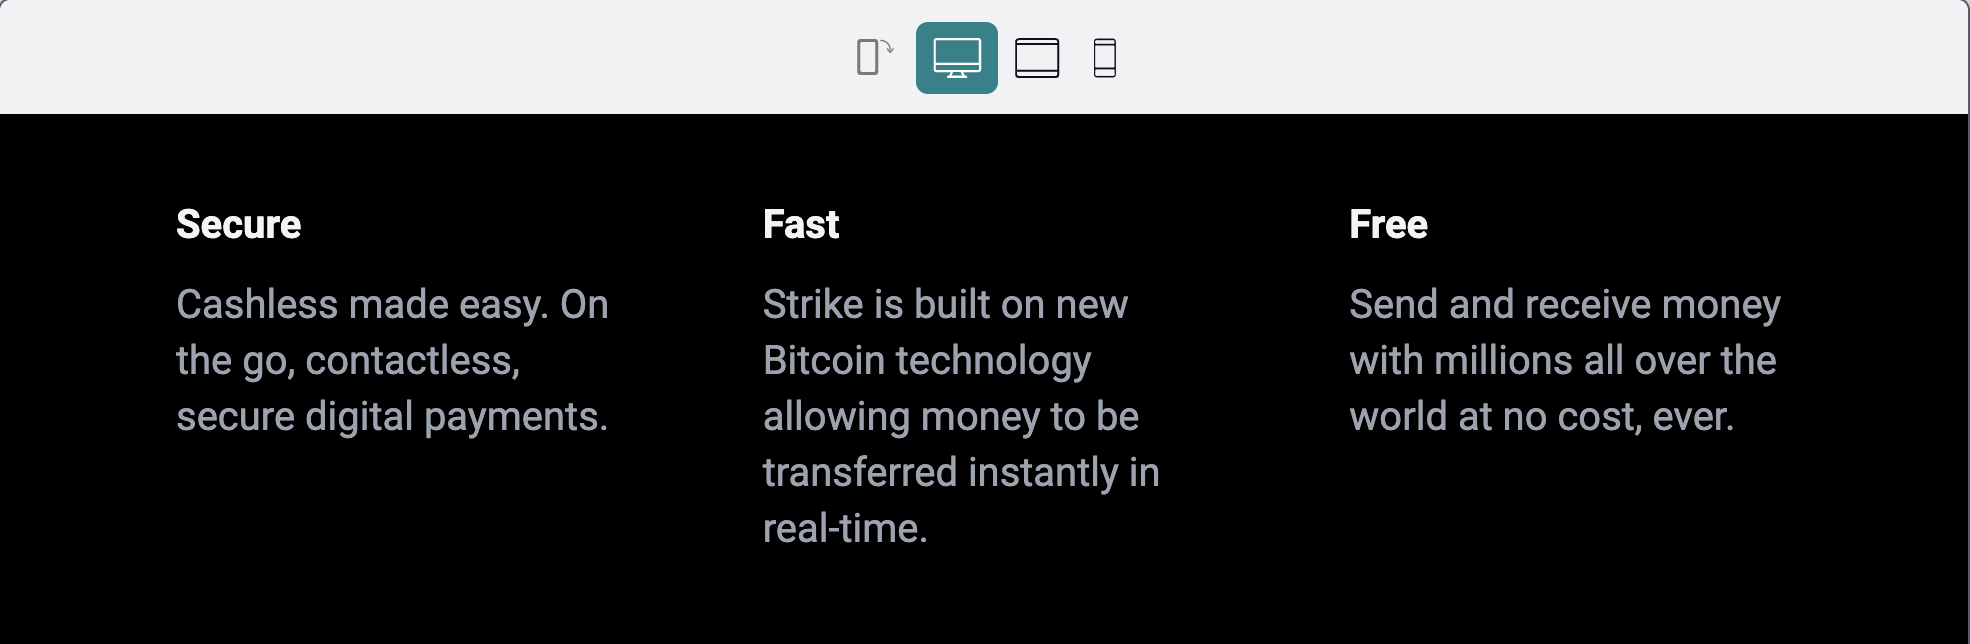 Secure
Cashless made easy. On
the go, contactless,
secure digital payments.
Fast
Strike is built on new
Bitcoin technology
allowing money to be
transferred instantly in
real-time.
Free
Send and receive money
with millions all over the
world at no cost, ever.